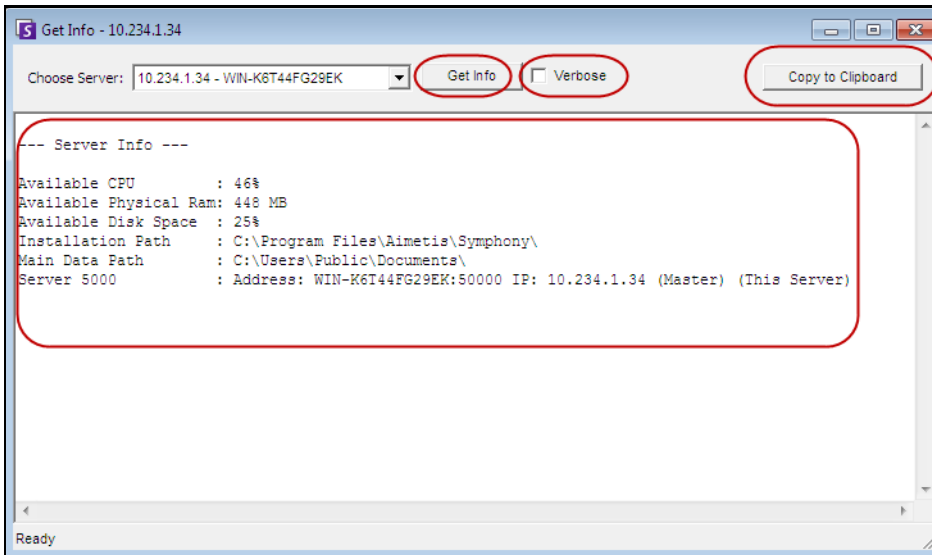 Get Info - 10.234.1.34
Choose Server: 10.234.1.34 - WIN-K6T44FG29EK Get Info Verbose Copy to Clipboard
--- Server Info ---
Available CPU : 46%
Available Physical Ram: 448 MB
Available Disk Space : 25%
Installation Path : C:\Program Files\Aimetis\Symphony\
Main Data Path : C:\Users\Public\Documents\
Server 5000 : Address: WIN-K6T44FG29EK:50000 IP: 10.234.1.34 (Master) (This Server)
Ready